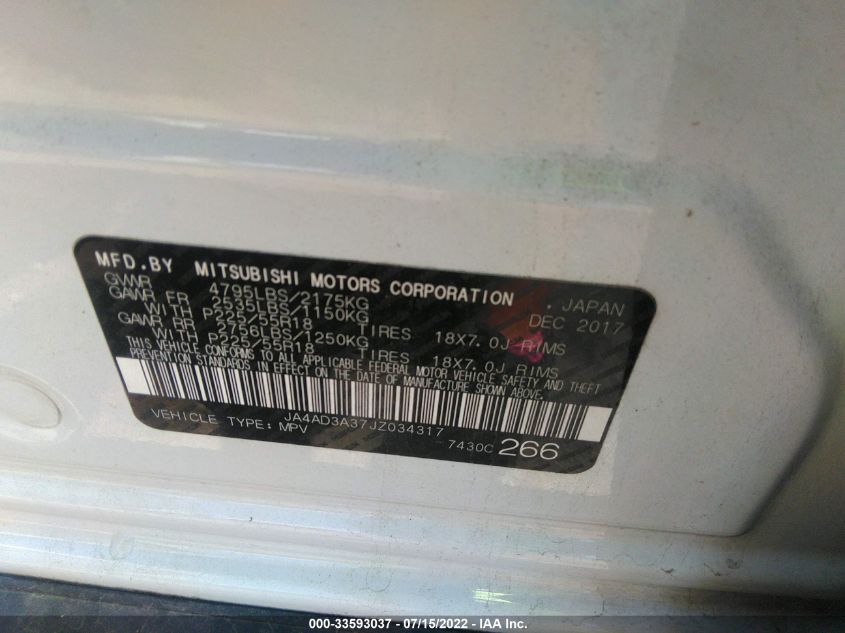 MFD.BY MITSUBISHI MOTORS CORPORATION . JAPAN
GVWR 4795LBS/2175KG DEC 2017
GAWR FR 2535LBS/1150KG
WITH P225/55R18 TIRES 18X7.0J RIMS
GAWR RR 2756LBS/1250KG
WITH P225/55R18 TIRES 18X7.0J RIMS
THIS VEHICLE CONFORMS TO ALL APPLICABLE FEDERAL MOTOR VEHICLE SAFETY AND THEFT
PREVENTION STANDARDS IN EFFECT ON THE DATE OF MANUFACTURE SHOWN ABOVE.
JA4AD3A37JZ034317
VEHICLE TYPE: MPV 7430C 266
000-33593037 - 07/15/2022 - IAA Inc.